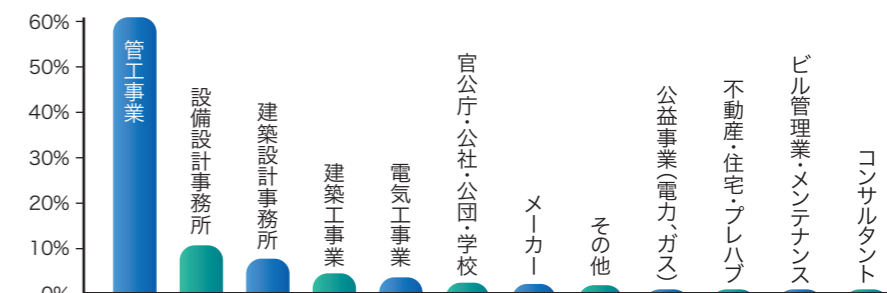 60%
50%
40%
30%
20%
10%
0%
管工事業
設備設計事務所
建築設計事務所
建築工事業
電気工事業
官公庁・公社・公団・学校
メーカー
その他
公益事業(電力、ガス)
不動産・住宅・プレハブ
ビル管理業・メンテナンス
コンサルタント